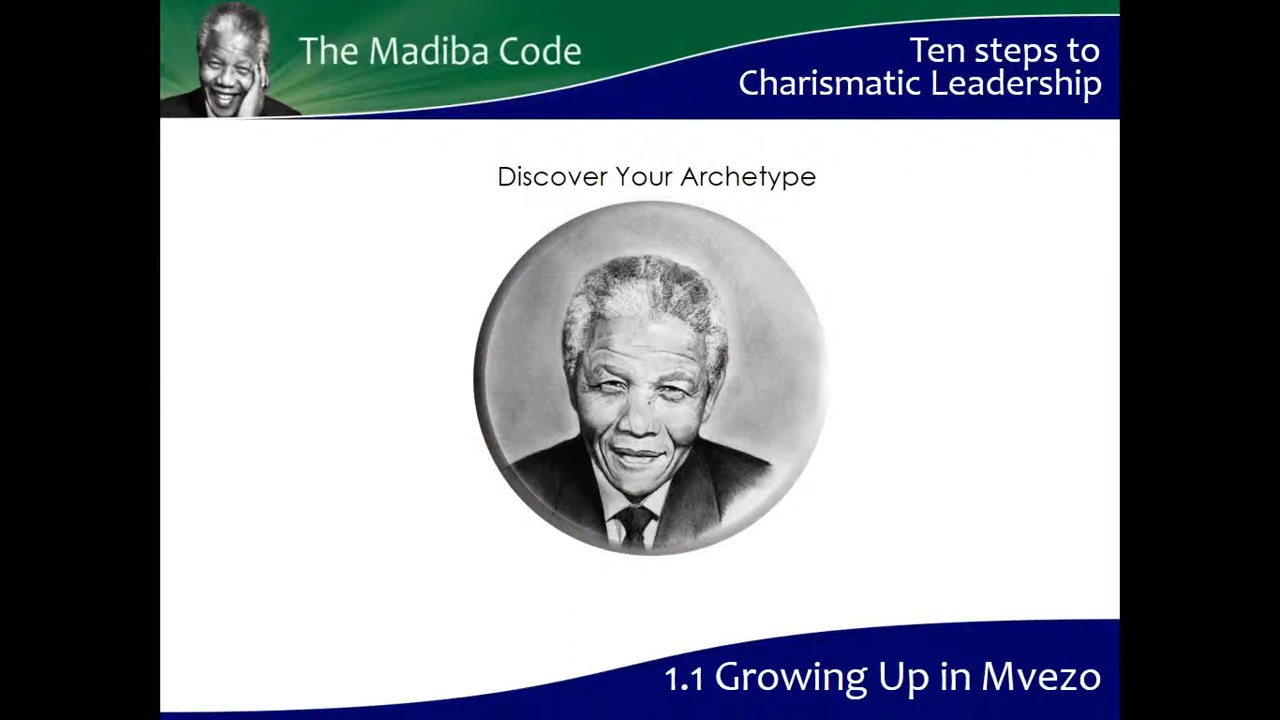 The Madiba Code
Ten steps to
Charismatic Leadership
Discover Your Archetype
1.1 Growing Up in Mvezo